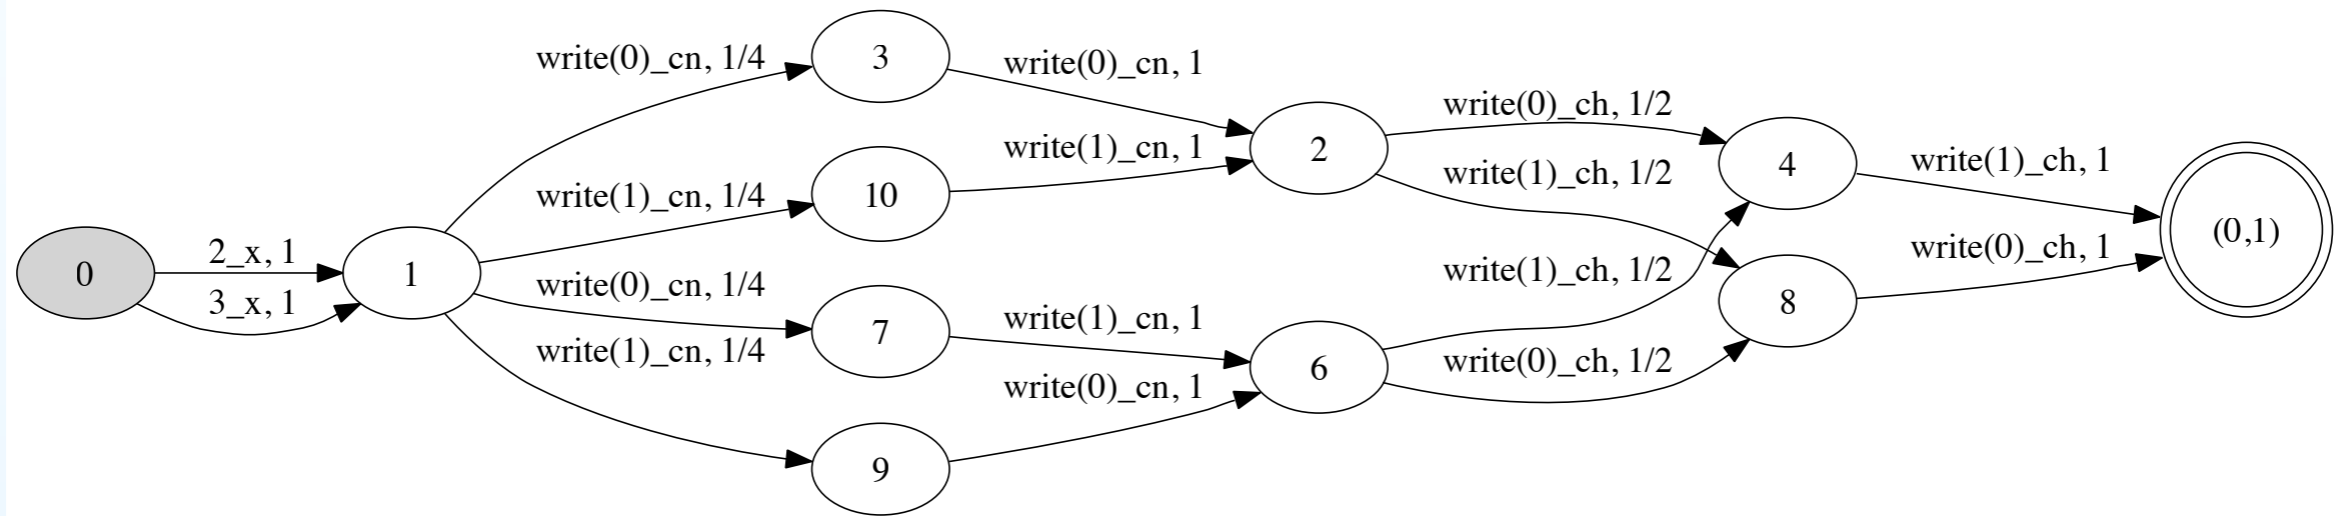 0
2_x, 1
3_x, 1
1
write(0)_cn, 1/4
write(1)_cn, 1/4
write(0)_cn, 1/4
write(1)_cn, 1/4
3
10
7
9
write(0)_cn, 1
write(1)_cn, 1
write(1)_cn, 1
write(0)_cn, 1
2
6
write(0)_ch, 1/2
write(1)_ch, 1/2
write(1)_ch, 1/2
write(0)_ch, 1/2
4
8
write(1)_ch, 1
write(0)_ch, 1
(0,1)